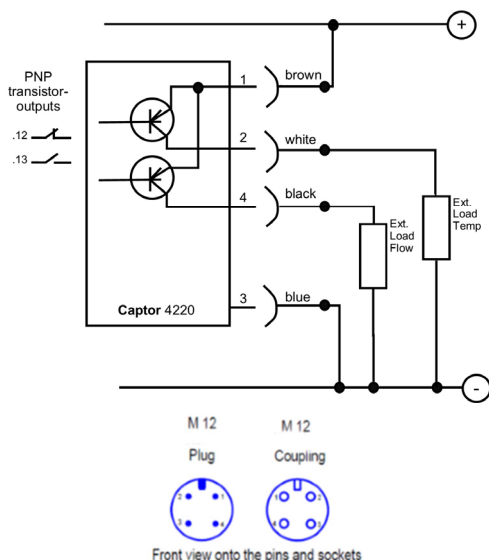 +
PNP
transistor-
outputs
.12
.13
1 brown
2 white
4 black
Ext.
Load
Flow
Ext.
Load
Temp
3 blue
Captor 4220
-
M 12 M 12
Plug Coupling
2 1
3 4
1 2
4 3
Front view onto the pins and sockets